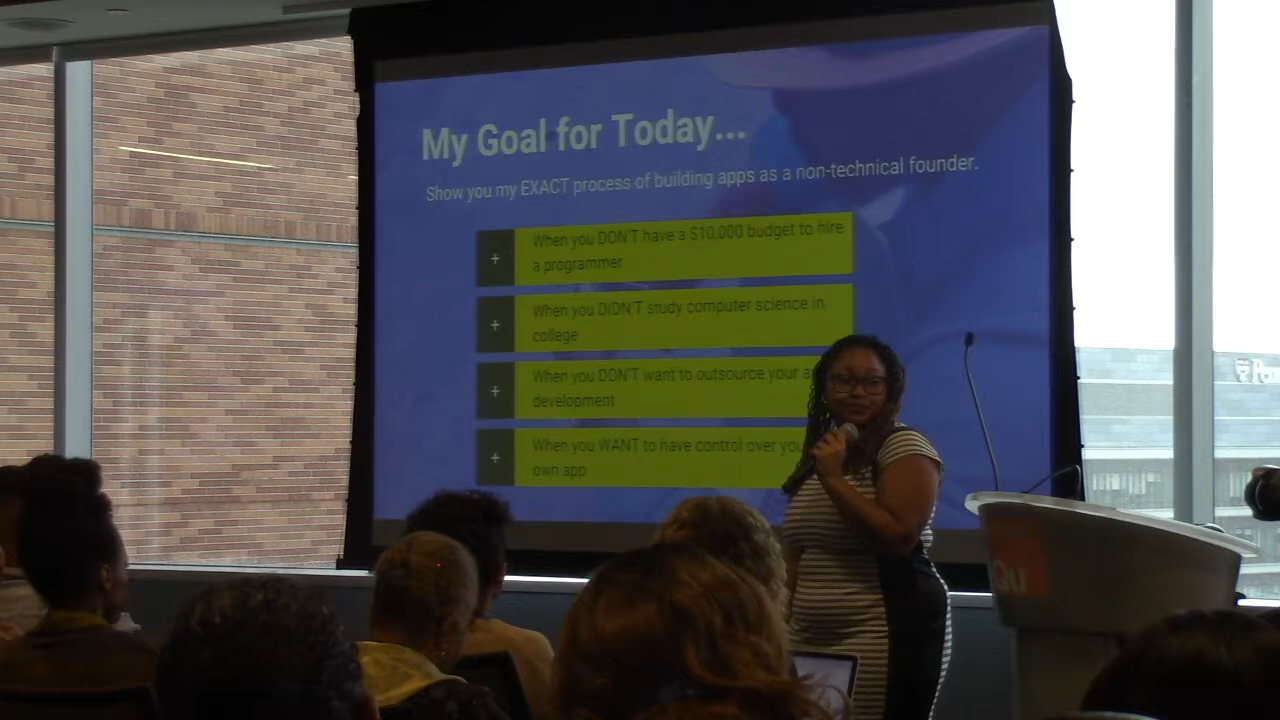 My Goal for Today...
Show you my EXACT process of building apps as a non-technical founder.
+ When you DON'T have a $10,000 budget to hire
a programmer
+ When you DIDN'T study computer science in
college
+ When you DON'T want to outsource your
development
+ When you WANT to have control over
own app
Qu